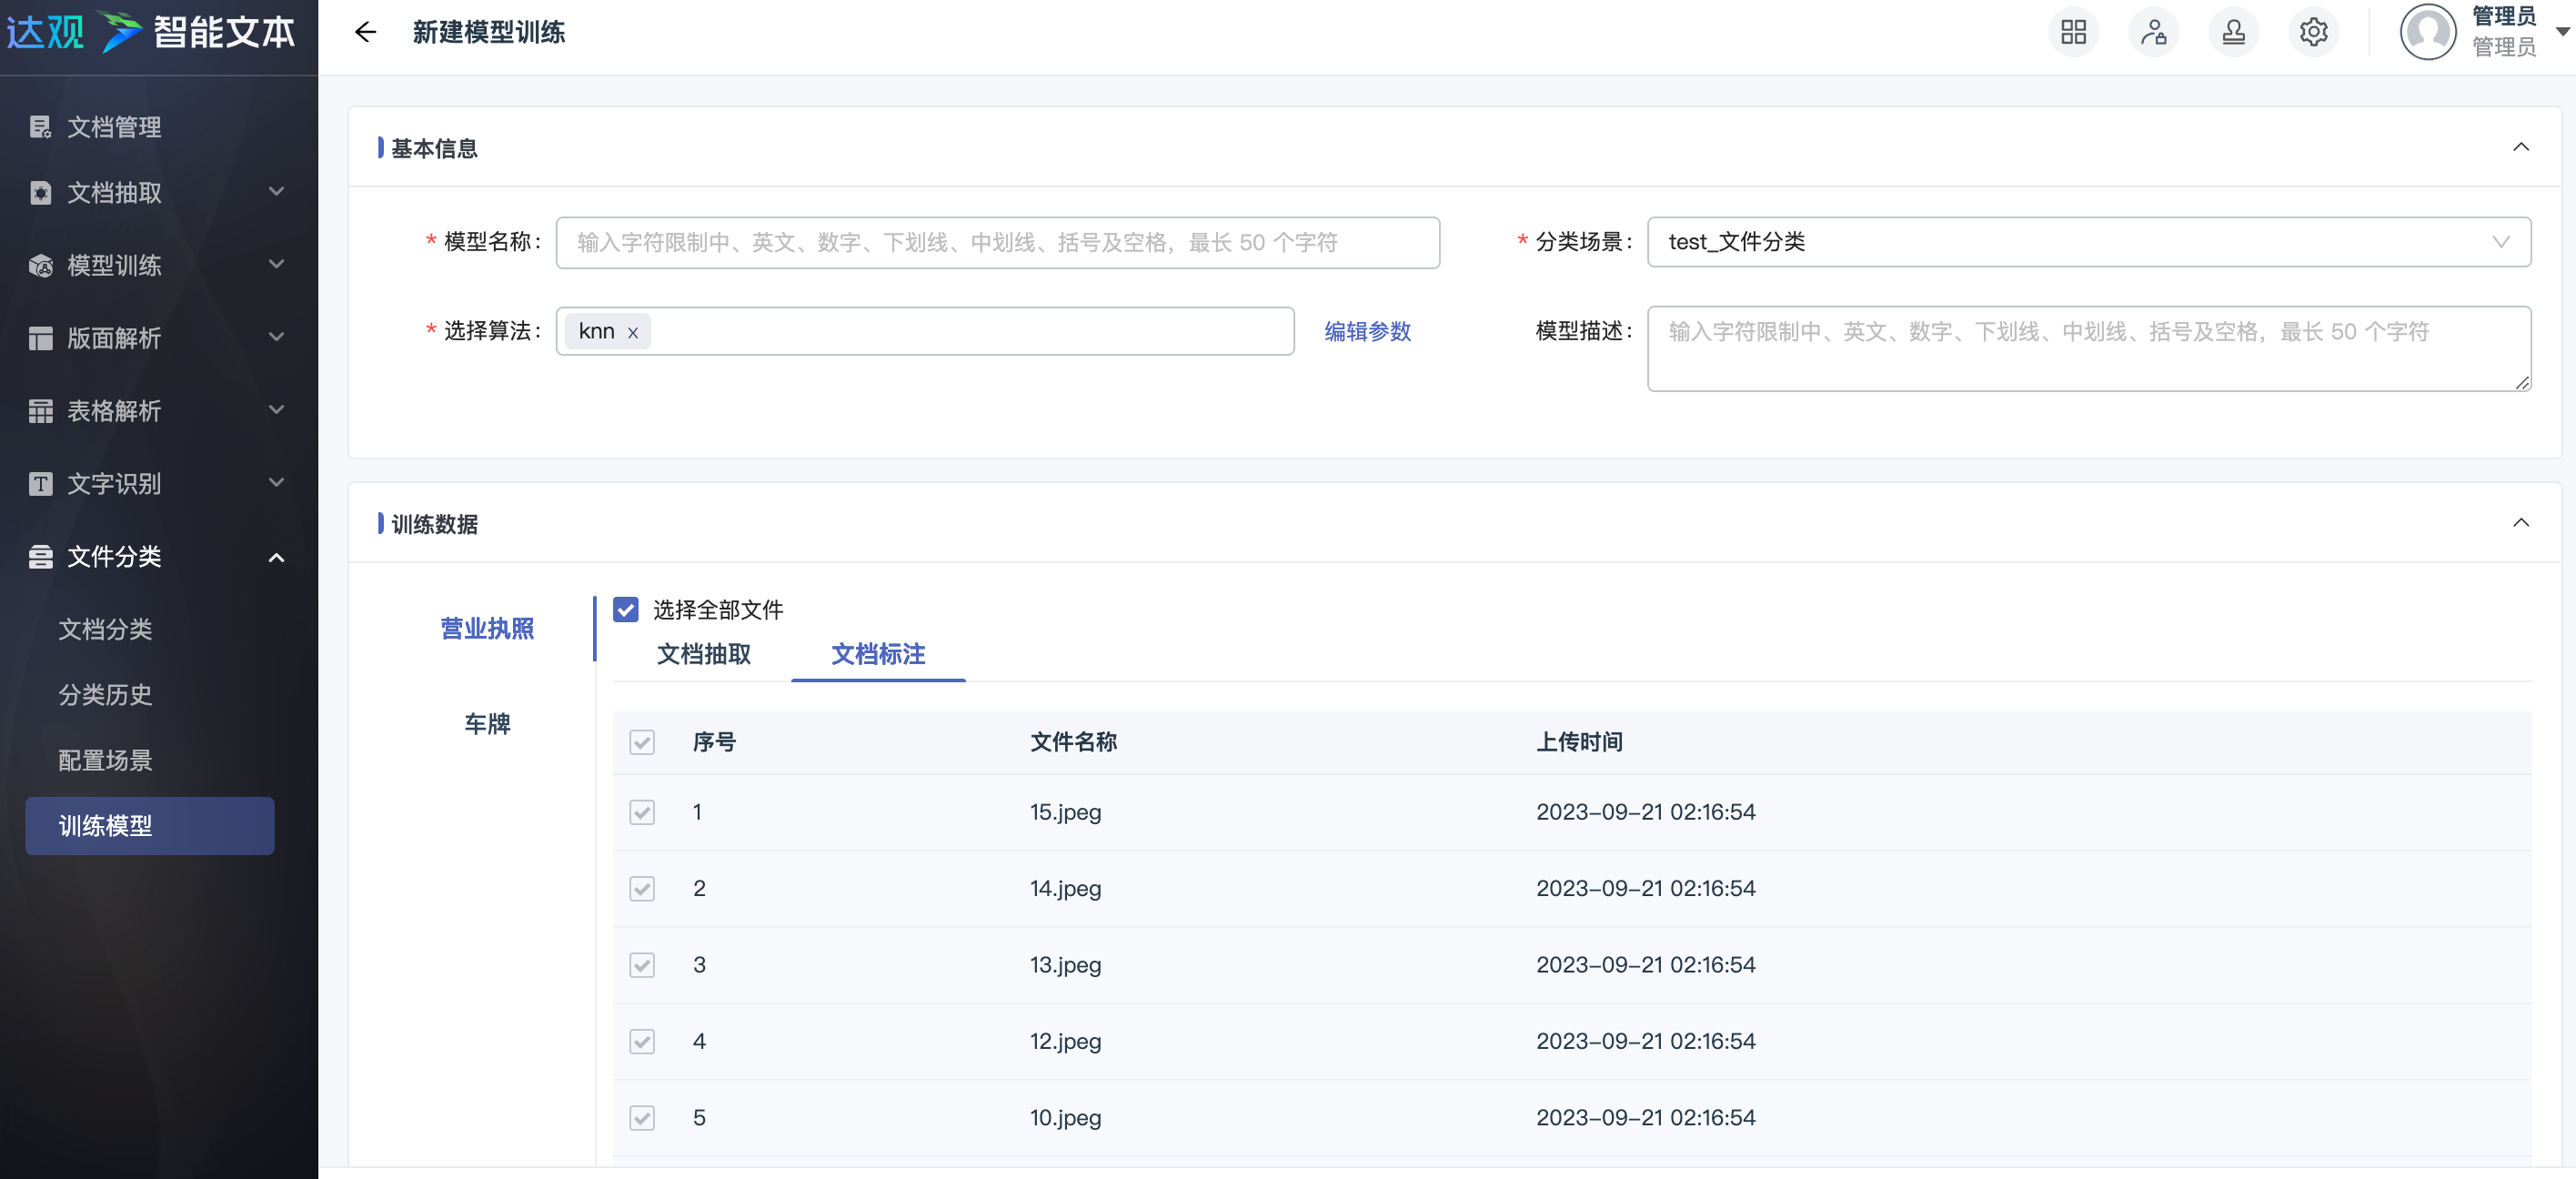 达观 智能文本
文档管理
文档抽取
模型训练
版面解析
表格解析
文字识别
文件分类
文档分类
分类历史
配置场景
训练模型
新建模型训练
管理员
管理员
基本信息
* 模型名称： 输入字符限制中、英文、数字、下划线、中划线、括号及空格，最长 50 个字符
* 分类场景： test_文件分类
* 选择算法： knn x 编辑参数
模型描述： 输入字符限制中、英文、数字、下划线、中划线、括号及空格，最长 50 个字符
训练数据
营业执照
车牌
选择全部文件
文档抽取 文档标注
序号 文件名称 上传时间
1 15.jpeg 2023-09-21 02:16:54
2 14.jpeg 2023-09-21 02:16:54
3 13.jpeg 2023-09-21 02:16:54
4 12.jpeg 2023-09-21 02:16:54
5 10.jpeg 2023-09-21 02:16:54